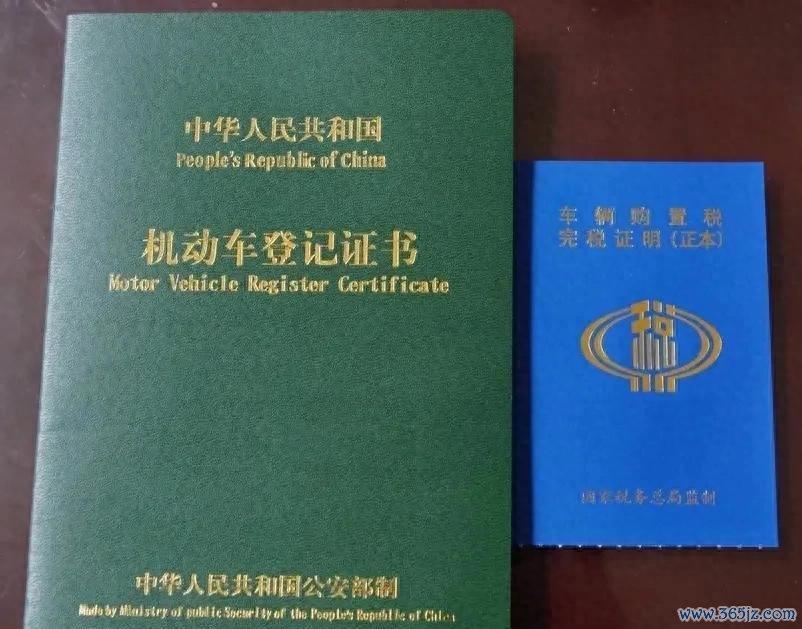 中华人民共和国
People's Republic of China
机动车登记证书
Motor Vehicle Register Certificate
中华人民共和国公安部制
Made by Ministry of public Security of the People's Republic of China
车辆购置税
完税证明(正本)
税
国家税务总局监制
www.365jz.com